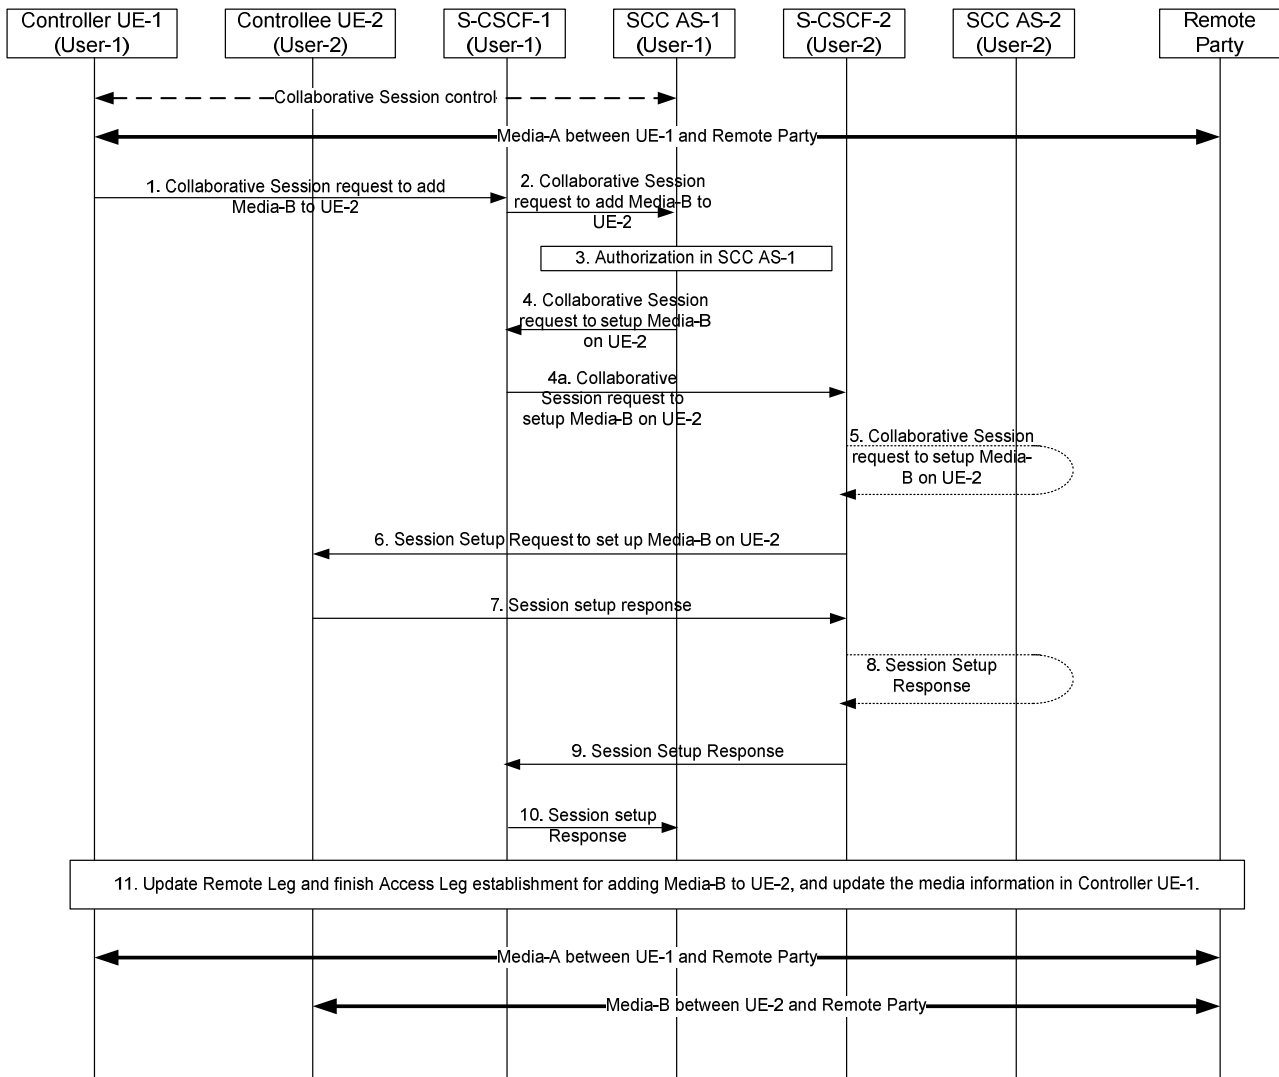 Controller UE-1
(User-1)
Controllee UE-2
(User-2)
S-CSCF-1
(User-1)
SCC AS-1
(User-1)
S-CSCF-2
(User-2)
SCC AS-2
(User-2)
Remote
Party
Collaborative Session control
Media-A between UE-1 and Remote Party
1. Collaborative Session request to add
Media-B to UE-2
2. Collaborative Session
request to add Media-B to
UE-2
3. Authorization in SCC AS-1
4. Collaborative Session
request to setup Media-B
on UE-2
4a. Collaborative
Session request to
setup Media-B on UE-2
5. Collaborative Session
request to setup Media-
B on UE-2
6. Session Setup Request to set up Media-B on UE-2
7. Session setup response
8. Session Setup
Response
9. Session Setup Response
10. Session setup
Response
11. Update Remote Leg and finish Access Leg establishment for adding Media-B to UE-2, and update the media information in Controller UE-1.
Media-A between UE-1 and Remote Party
Media-B between UE-2 and Remote Party